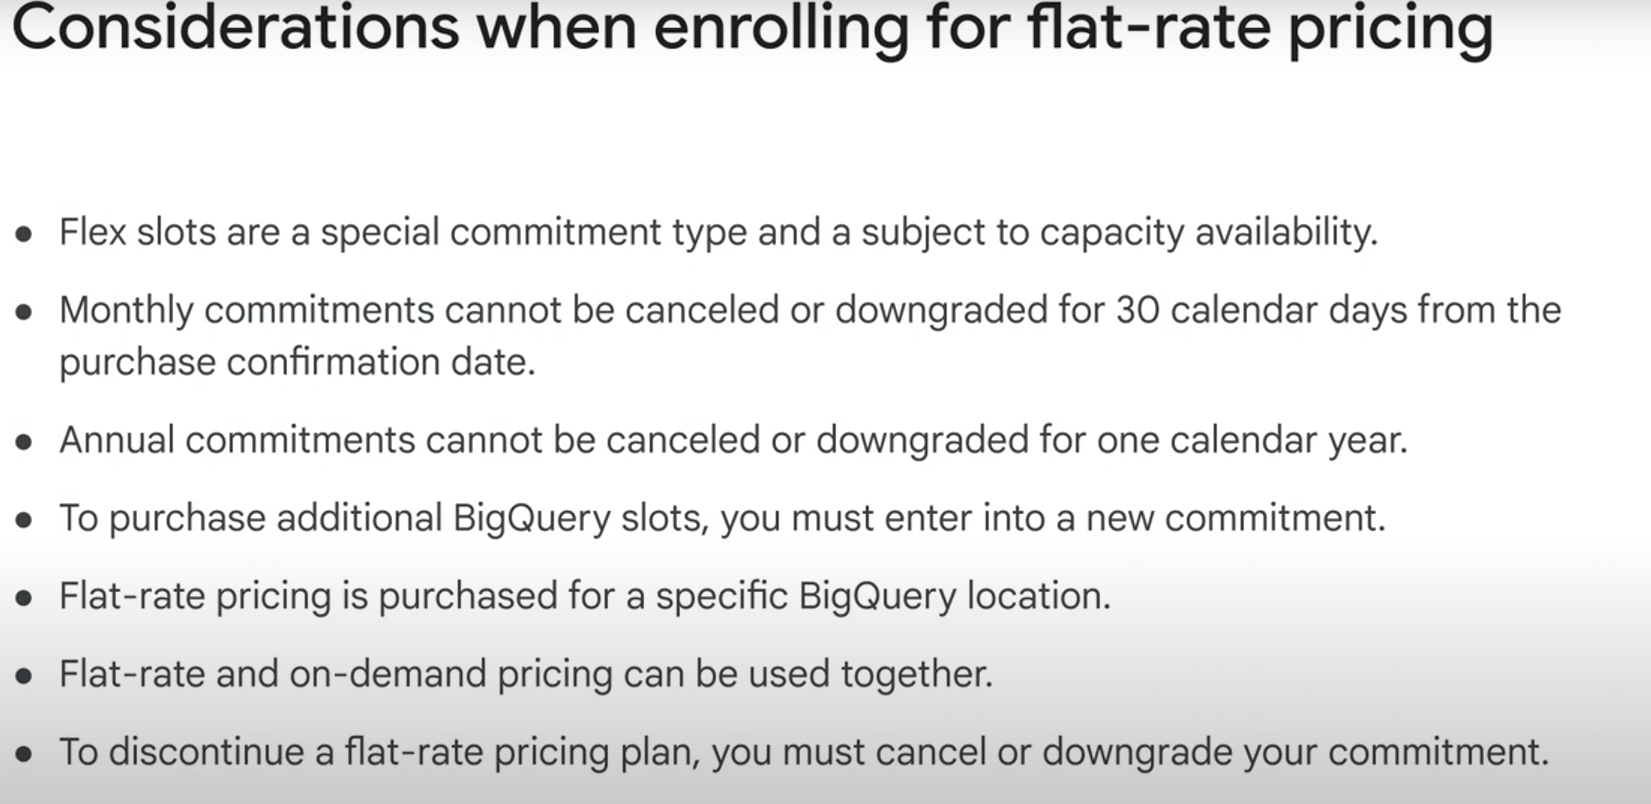 Considerations when enrolling for flat-rate pricing
● Flex slots are a special commitment type and a subject to capacity availability.
● Monthly commitments cannot be canceled or downgraded for 30 calendar days from the
purchase confirmation date.
● Annual commitments cannot be canceled or downgraded for one calendar year.
● To purchase additional BigQuery slots, you must enter into a new commitment.
● Flat-rate pricing is purchased for a specific BigQuery location.
● Flat-rate and on-demand pricing can be used together.
● To discontinue a flat-rate pricing plan, you must cancel or downgrade your commitment.